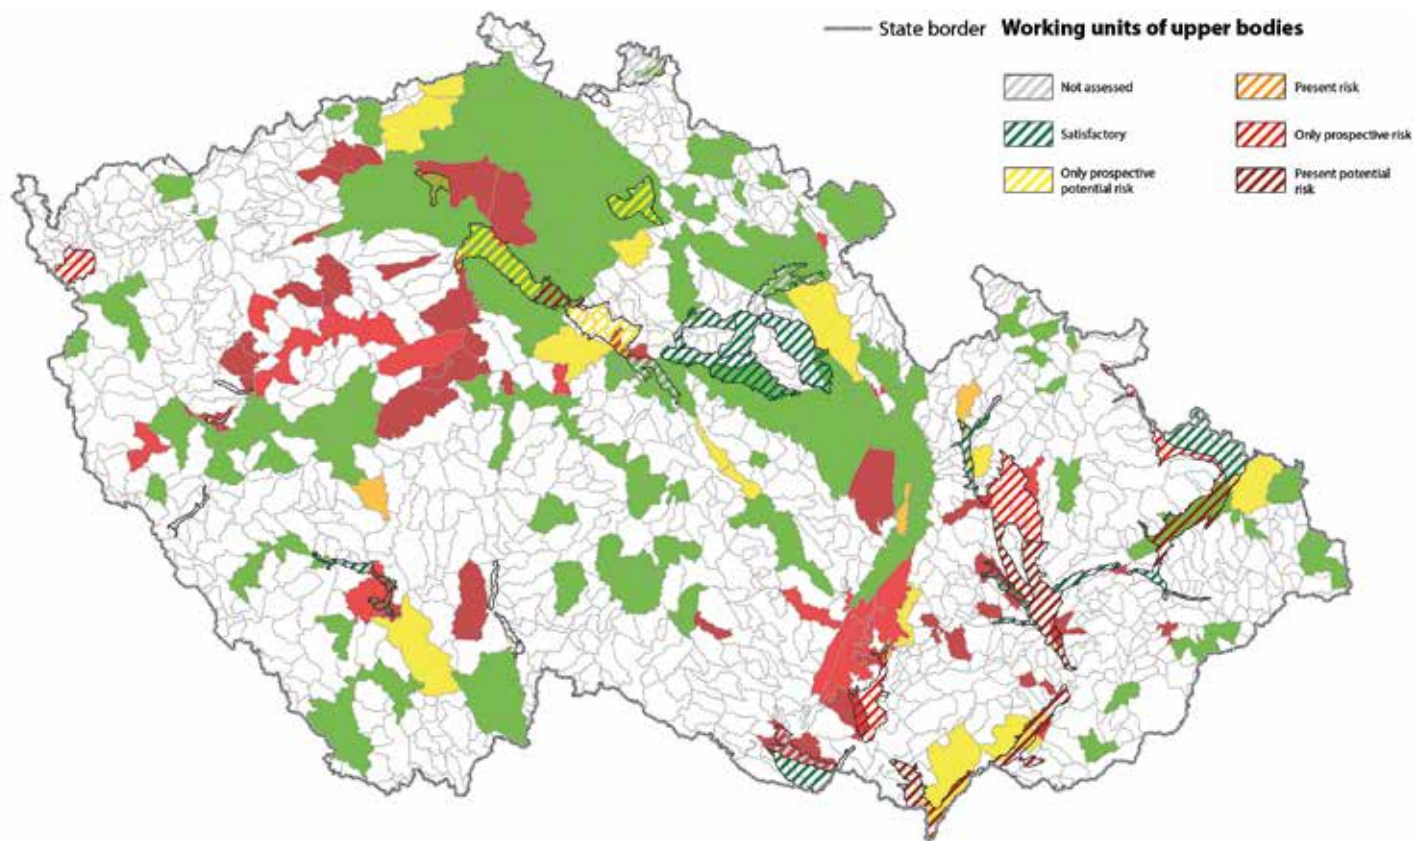 State border
Working units of upper bodies
Not assessed
Present risk
Satisfactory
Only prospective risk
Only prospective
potential risk
Present potential
risk